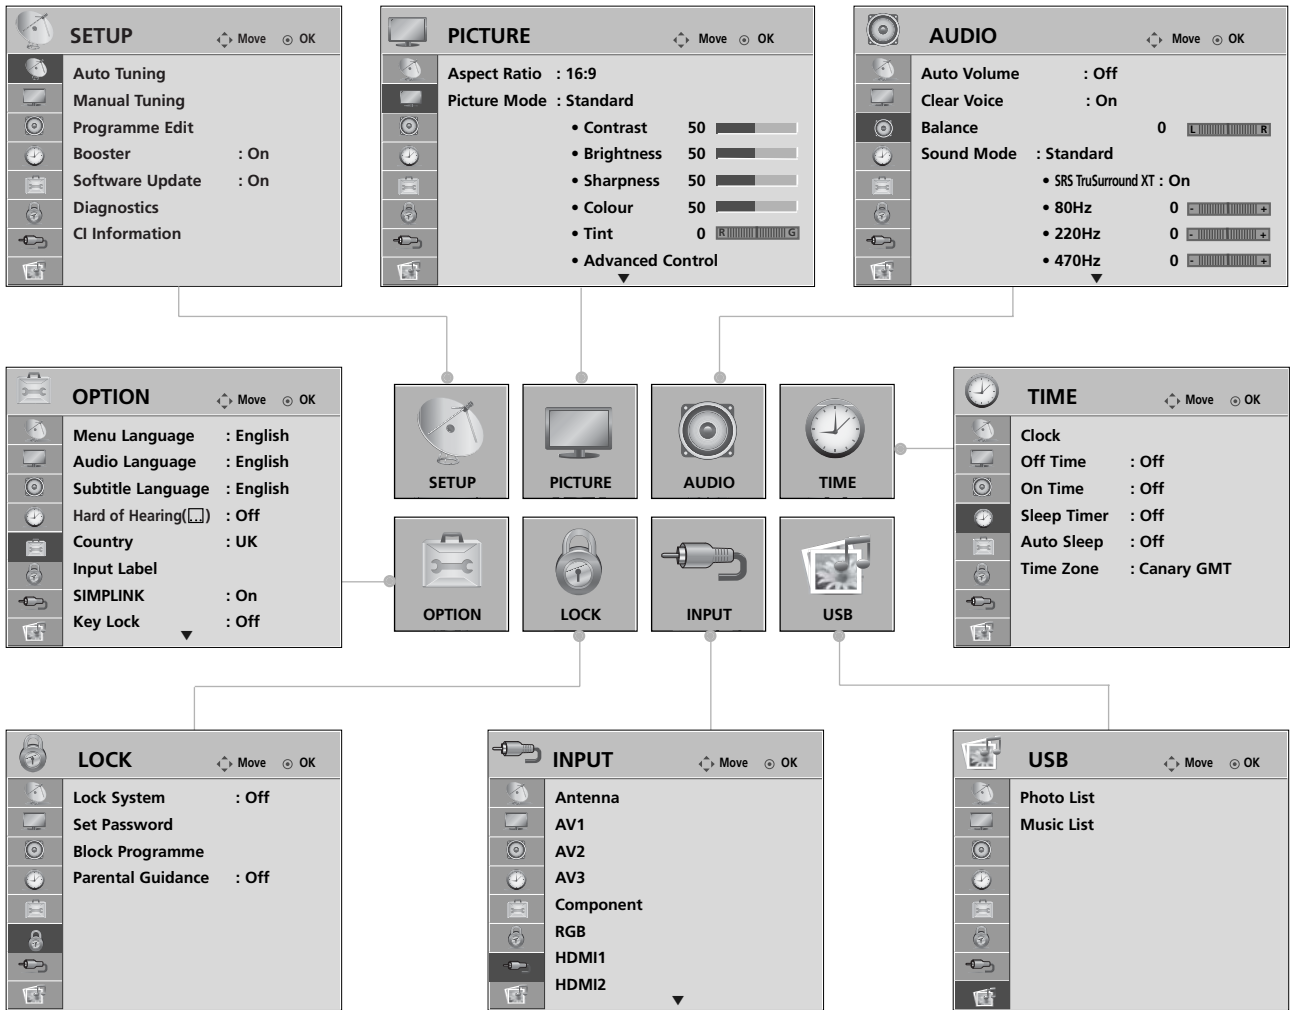 SETUP Move OK
Auto Tuning
Manual Tuning
Programme Edit
Booster : On
Software Update : On
Diagnostics
CI Information
PICTURE Move OK
Aspect Ratio : 16:9
Picture Mode : Standard
• Contrast 50
• Brightness 50
• Sharpness 50
• Colour 50
• Tint 0 R G
• Advanced Control
▼
AUDIO Move OK
Auto Volume : Off
Clear Voice : On
Balance 0 L R
Sound Mode : Standard
• SRS TruSurround XT : On
• 80Hz 0 - +
• 220Hz 0 - +
• 470Hz 0 - +
▼
OPTION Move OK
Menu Language : English
Audio Language : English
Subtitle Language : English
Hard of Hearing( ) : Off
Country : UK
Input Label
SIMPLINK : On
Key Lock : Off
▼
SETUP
PICTURE
AUDIO
TIME
OPTION
LOCK
INPUT
USB
TIME Move OK
Clock
Off Time : Off
On Time : Off
Sleep Timer : Off
Auto Sleep : Off
Time Zone : Canary GMT
LOCK Move OK
Lock System : Off
Set Password
Block Programme
Parental Guidance : Off
INPUT Move OK
Antenna
AV1
AV2
AV3
Component
RGB
HDMI1
HDMI2
▼
USB Move OK
Photo List
Music List